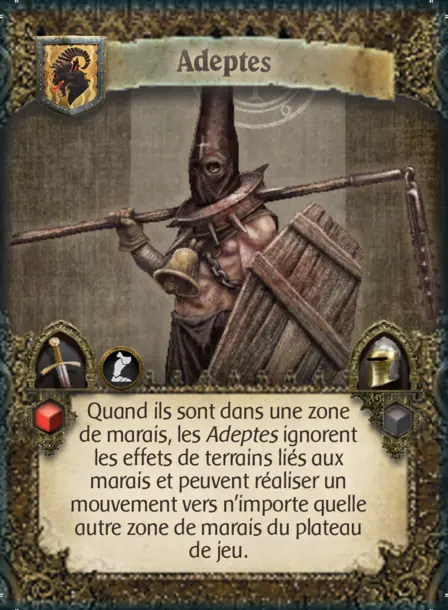 Adeptes
Quand ils sont dans une zone
de marais, les Adeptes ignorent
les effets de terrains liés aux
marais et peuvent réaliser un
mouvement vers n'importe quelle
autre zone de marais du plateau
de jeu.